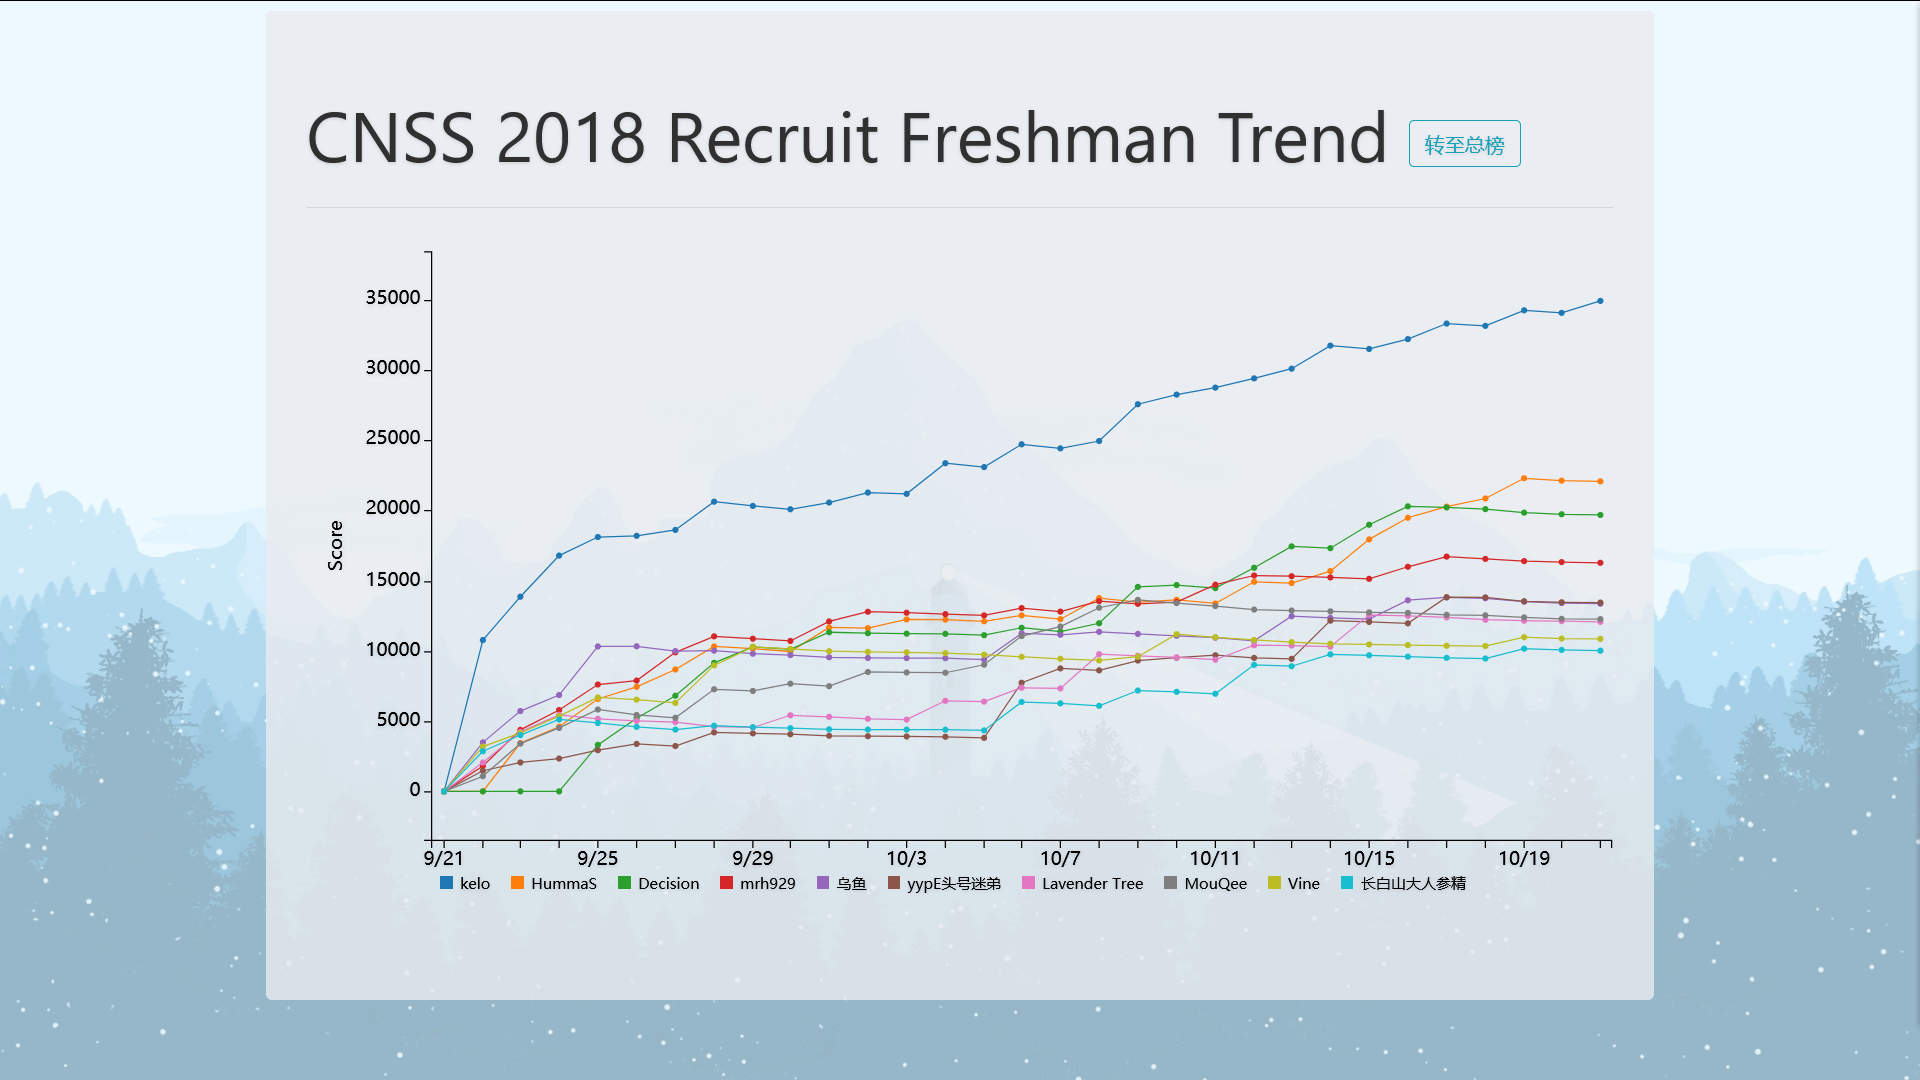 CNSS 2018 Recruit Freshman Trend 转至总榜
Score
35000
30000
25000
20000
15000
10000
5000
0
9/21 9/25 9/29 10/3 10/7 10/11 10/15 10/19
kelo HummaS Decision mrh929 乌鱼 yypE头号迷弟 Lavender Tree MouQee Vine 长白山大人参精